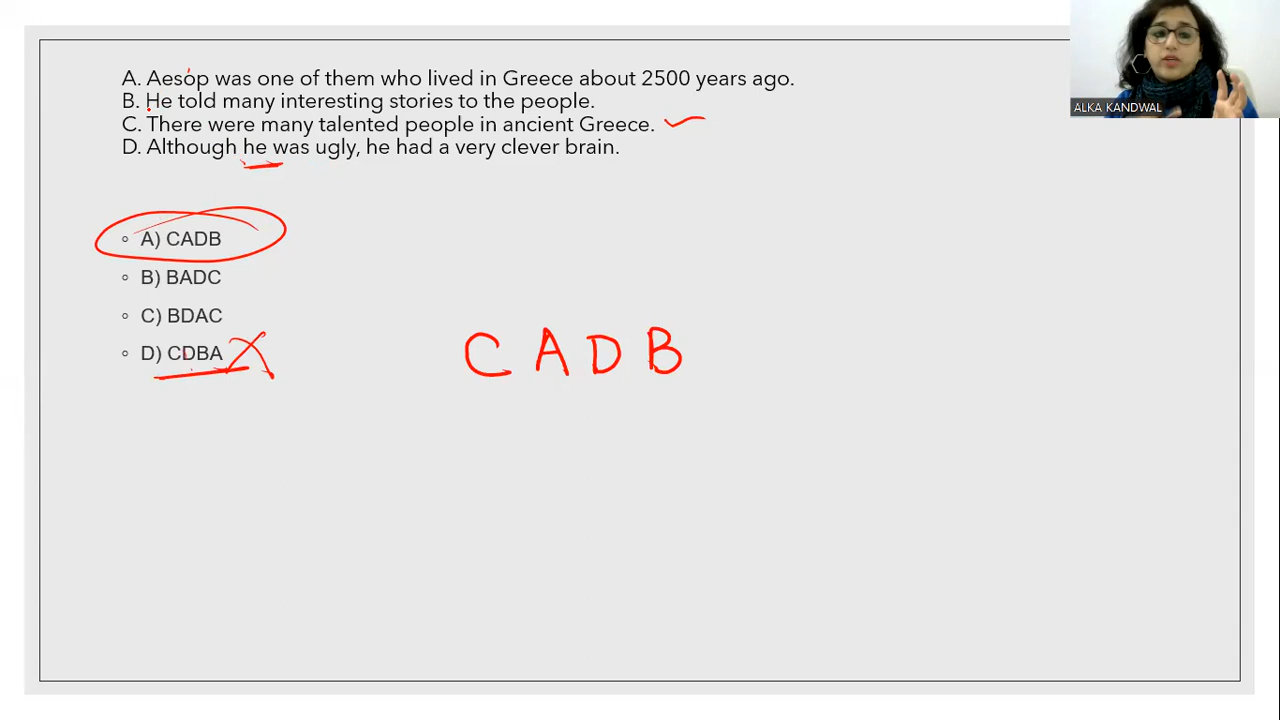 A. Aesop was one of them who lived in Greece about 2500 years ago.
B. He told many interesting stories to the people.
C. There were many talented people in ancient Greece.
D. Although he was ugly, he had a very clever brain.
A) CADB
B) BADC
C) BDAC
D) CDBA
C A D B
ALKA KANDWAL